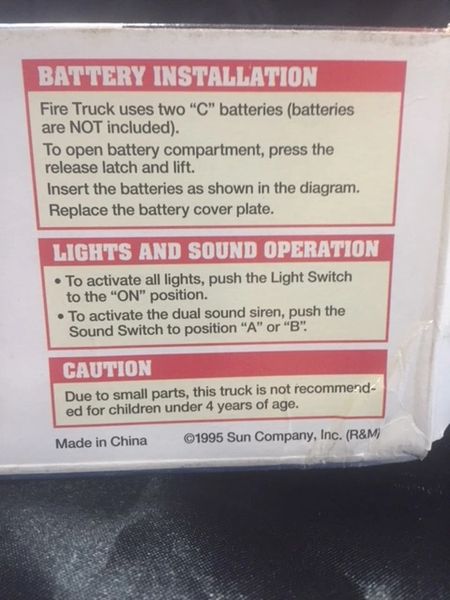 BATTERY INSTALLATION
Fire Truck uses two “C” batteries (batteries
are NOT included).
To open battery compartment, press the
release latch and lift.
Insert the batteries as shown in the diagram.
Replace the battery cover plate.
LIGHTS AND SOUND OPERATION
• To activate all lights, push the Light Switch
to the “ON” position.
• To activate the dual sound siren, push the
Sound Switch to position “A” or “B”.
CAUTION
Due to small parts, this truck is not recommend-
ed for children under 4 years of age.
Made in China ©1995 Sun Company, Inc. (R&M)